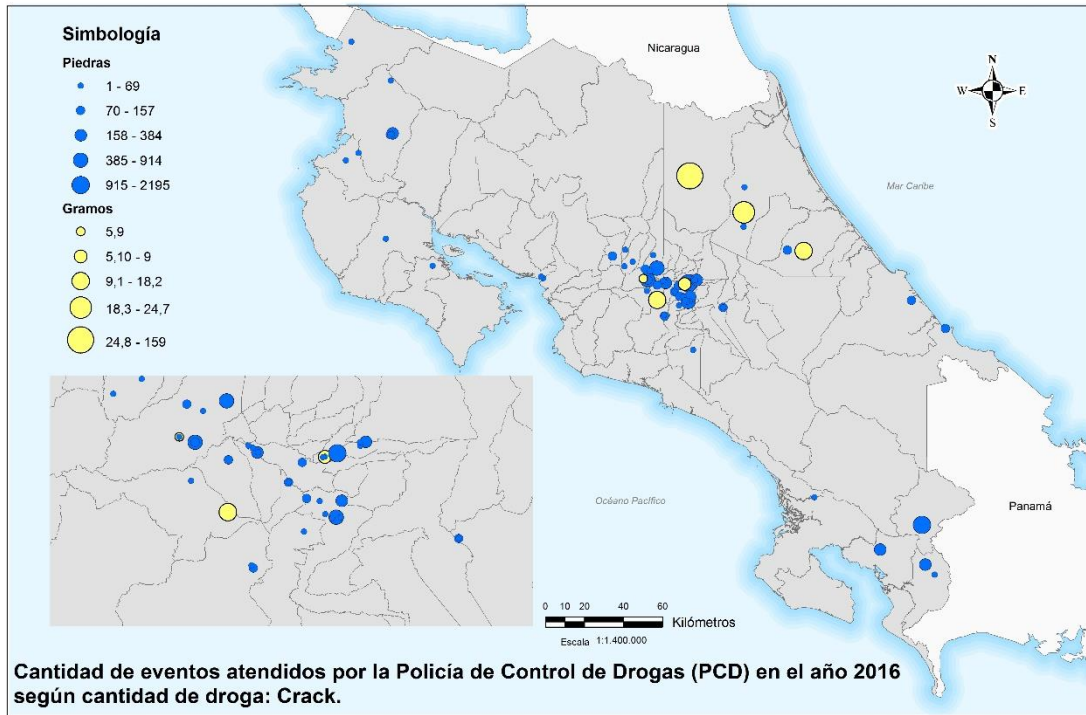 Simbología
Piedras
1 - 69
70 - 157
158 - 384
385 - 914
915 - 2195
Gramos
5,9
5,10 - 9
9,1 - 18,2
18,3 - 24,7
24,8 - 159
Nicaragua
N
W E
S
Mar Caribe
Océano Pacífico
Panamá
0 10 20 40 60
Kilómetros
Escala 1:1.400.000
Cantidad de eventos atendidos por la Policía de Control de Drogas (PCD) en el año 2016
según cantidad de droga: Crack.